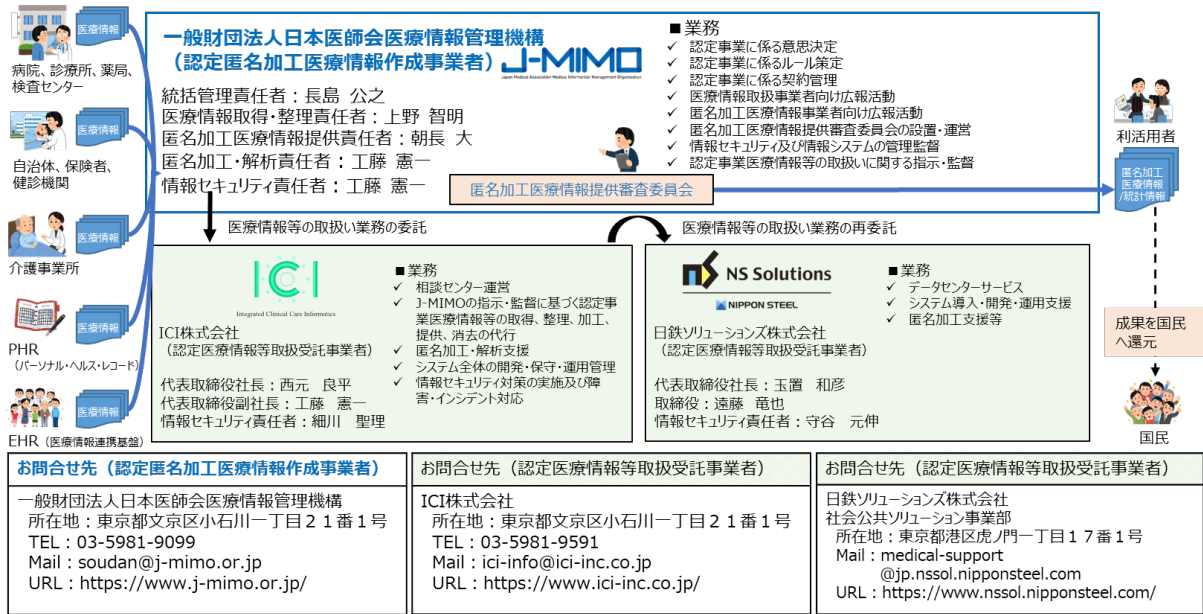 医療情報
病院、診療所、薬局、
検査センター
医療情報
自治体、保険者、
健診機関
医療情報
介護事業所
医療情報
PHR
(パーソナル・ヘルス・レコード)
医療情報
EHR（医療情報連携基盤）
一般財団法人日本医師会医療情報管理機構
（認定匿名加工医療情報作成事業者）
J-MIMO
Japan Medical Association Medical Information Management Organization
統括管理責任者：長島 公之
医療情報取得・整理責任者：上野 智明
匿名加工医療情報提供責任者：朝長 大
匿名加工・解析責任者：工藤 憲一
情報セキュリティ責任者：工藤 憲一
■業務
✓ 認定事業に係る意思決定
✓ 認定事業に係るルール策定
✓ 認定事業に係る契約管理
✓ 医療情報取扱事業者向け広報活動
✓ 匿名加工医療情報事業者向け広報活動
✓ 匿名加工医療情報提供審査委員会の設置・運営
✓ 情報セキュリティ及び情報システムの管理監督
✓ 認定事業医療情報等の取扱いに関する指示・監督
匿名加工医療情報提供審査委員会
利活用者
匿名加工
医療情報
/統計情報
成果を国民
へ還元
国民
医療情報等の取扱い業務の委託
医療情報等の取扱い業務の再委託
ICI
Integrated Clinical Care Informatics
ICI株式会社
（認定医療情報等取扱受託事業者）
代表取締役社長：西元 良平
代表取締役副社長：工藤 憲一
情報セキュリティ責任者：細川 聖理
■業務
✓ 相談センター運営
✓ J-MIMOの指示・監督に基づく認定事
業医療情報等の取得、整理、加工、
提供、消去の代行
✓ 匿名加工・解析支援
✓ システム全体の開発・保守・運用管理
✓ 情報セキュリティ対策の実施及び障
害・インシデント対応
NS Solutions
NIPPON STEEL
日鉄ソリューションズ株式会社
（認定医療情報等取扱受託事業者）
代表取締役社長：玉置 和彦
取締役：遠藤 竜也
情報セキュリティ責任者：守谷 元伸
■業務
✓ データセンターサービス
✓ システム導入・開発・運用支援
✓ 匿名加工支援等
お問合せ先（認定匿名加工医療情報作成事業者）
一般財団法人日本医師会医療情報管理機構
所在地：東京都文京区小石川一丁目２１番１号
TEL：03-5981-9099
Mail：soudan@j-mimo.or.jp
URL：https://www.j-mimo.or.jp/
お問合せ先（認定医療情報等取扱受託事業者）
ICI株式会社
所在地：東京都文京区小石川一丁目２１番１号
TEL：03-5981-9591
Mail：ici-info@ici-inc.co.jp
URL：https://www.ici-inc.co.jp/
お問合せ先（認定医療情報等取扱受託事業者）
日鉄ソリューションズ株式会社
社会公共ソリューション事業部
所在地：東京都港区虎ノ門一丁目１７番１号
Mail：medical-support
@jp.nssol.nipponsteel.com
URL：https://www.nssol.nipponsteel.com/